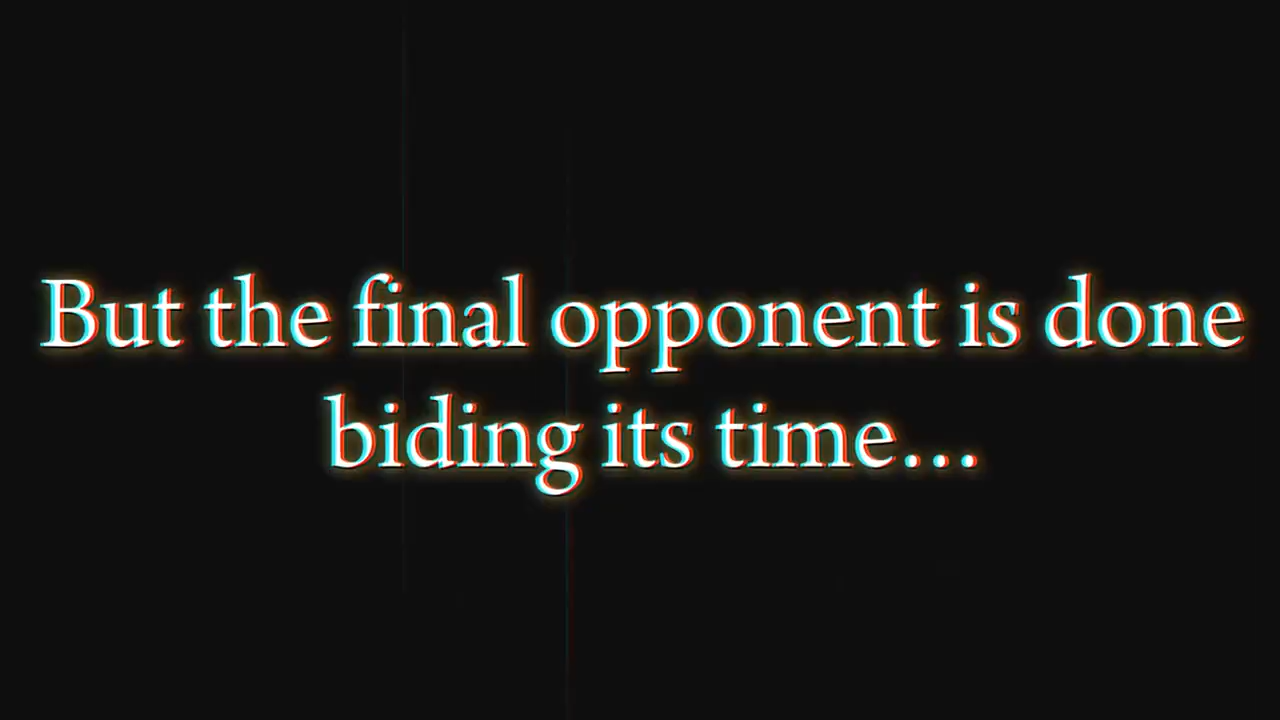 But the final opponent is done
biding its time...